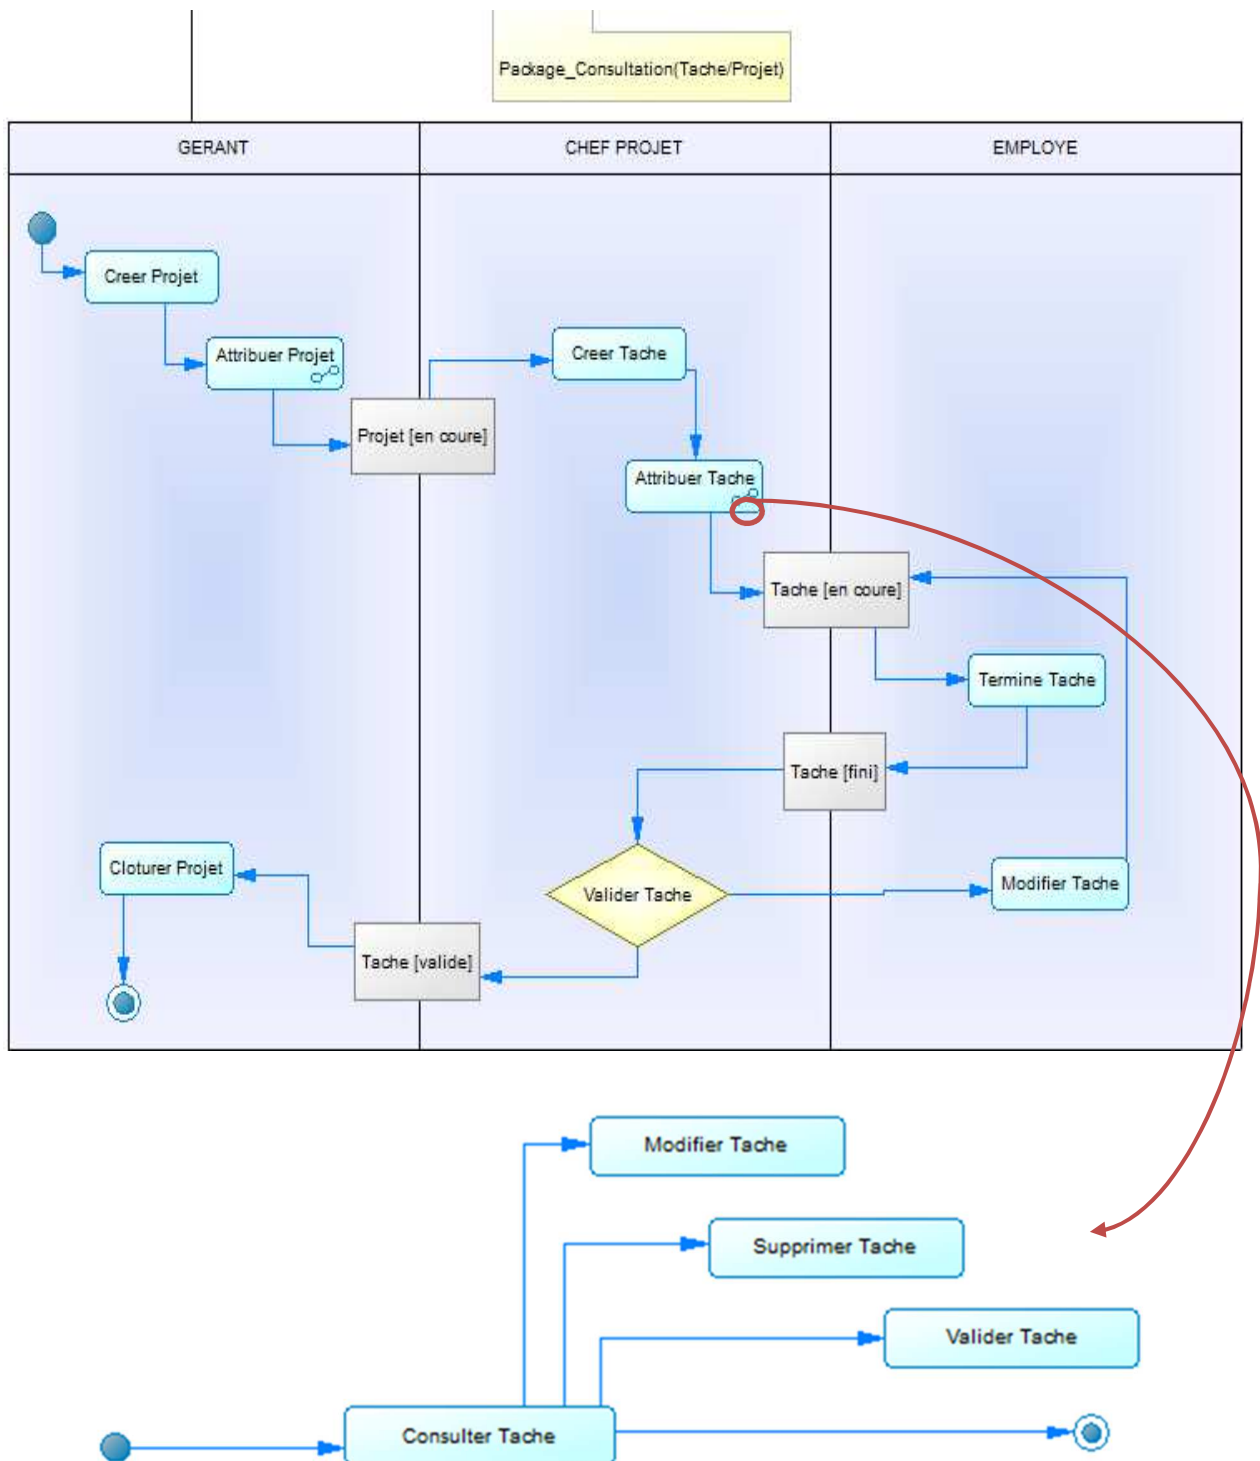 Package_Consultation(Tache/Projet)
GERANT
CHEF PROJET
EMPLOYE
Creer Projet
Attribuer Projet
Creer Tache
Projet [en coure]
Attribuer Tache
Tache [en coure]
Termine Tache
Tache [fini]
Cloturer Projet
Valider Tache
Modifier Tache
Tache [valide]
Modifier Tache
Supprimer Tache
Valider Tache
Consulter Tache